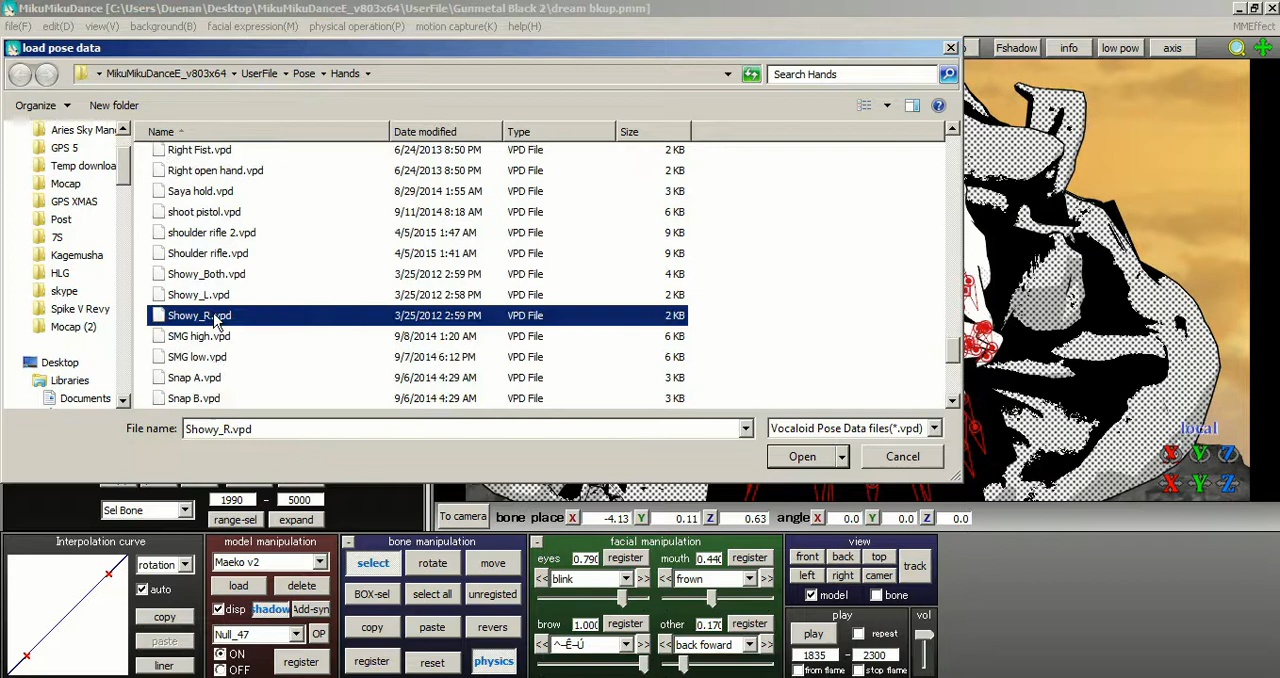 MikuMikuDance [C:\Users\Duenan\Desktop\MikuMikuDanceE_v803x64\UserFile\Gunmetal Black 2\dream bkup.pmm]
file(F) edit(D) view(V) background(B) facial expression(M) physical operation(P) motion capture(K) help(H) MMEffect
load pose data
Fshadow info low pow axis
MikuMikuDanceE_v803x64 UserFile Pose Hands Search Hands
Organize New folder
Name Date modified Type Size
Aries Sky Man
GPS 5
Temp downloa
Mocap
GPS XMAS
Post
7S
Kagemusha
HLG
skype
Spike V Revy
Mocap (2)
Desktop
Libraries
Documents
Right Fist.vpd 6/24/2013 8:50 PM VPD File 2 KB
Right open hand.vpd 6/24/2013 8:50 PM VPD File 2 KB
Saya hold.vpd 8/29/2014 1:55 AM VPD File 3 KB
shoot pistol.vpd 9/11/2014 8:18 AM VPD File 6 KB
shoulder rifle 2.vpd 4/5/2015 1:47 AM VPD File 9 KB
Shoulder rifle.vpd 4/5/2015 1:41 AM VPD File 9 KB
Showy_Both.vpd 3/25/2012 2:59 PM VPD File 4 KB
Showy_L.vpd 3/25/2012 2:58 PM VPD File 2 KB
Showy_R.vpd 3/25/2012 2:59 PM VPD File 2 KB
SMG high.vpd 9/8/2014 1:20 AM VPD File 6 KB
SMG low.vpd 9/7/2014 6:12 PM VPD File 6 KB
Snap A.vpd 9/6/2014 4:29 AM VPD File 3 KB
Snap B.vpd 9/6/2014 4:29 AM VPD File 3 KB
File name: Showy_R.vpd Vocaloid Pose Data files(*.vpd)
Open Cancel
local
X Y Z
X Y Z
1990 - 5000
Sel Bone range-sel expand
To camera bone place X -4.13 Y 0.11 Z 0.63 angle X 0.0 Y 0.0 Z 0.0
Interpolation curve
rotation
auto
copy
paste
liner
model manipulation
Maeko v2
load delete
disp shadow Add-syn
Null_47 OP
ON
OFF
register
bone manipulation
select rotate move
BOX-sel select all unregisted
copy paste revers
register reset physics
facial manipulation
eyes 0.790 register mouth 0.440 register
<< blink >> << frown >>
brow 1.000 register other 0.170 register
<< ^–Ê–Ú >> << back foward >>
view
front back top
left right camer
track
model bone
play
play repeat
1835 - 2300
from flame stop flame
vol